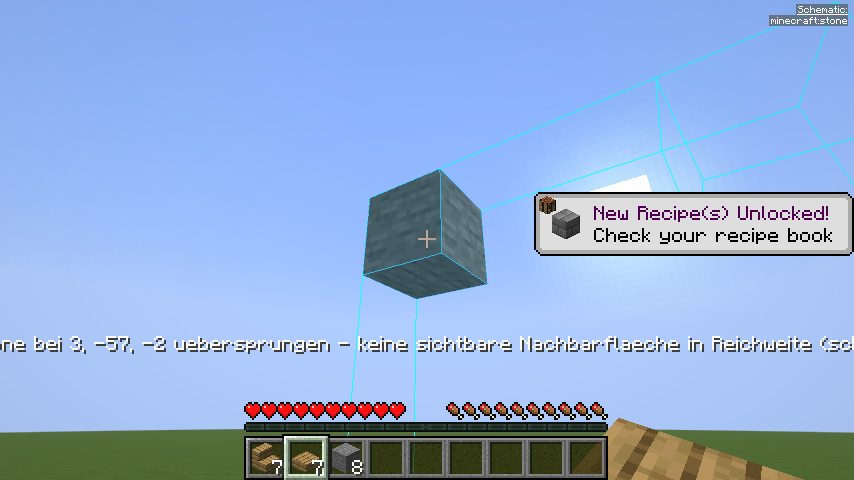 Schematic:
minecraft:stone
New Recipe(s) Unlocked!
Check your recipe book
one bei 3, -57, -2 uebersprungen - keine sichtbare Nachbarflaeche in Reichweite (sch
7
7
8